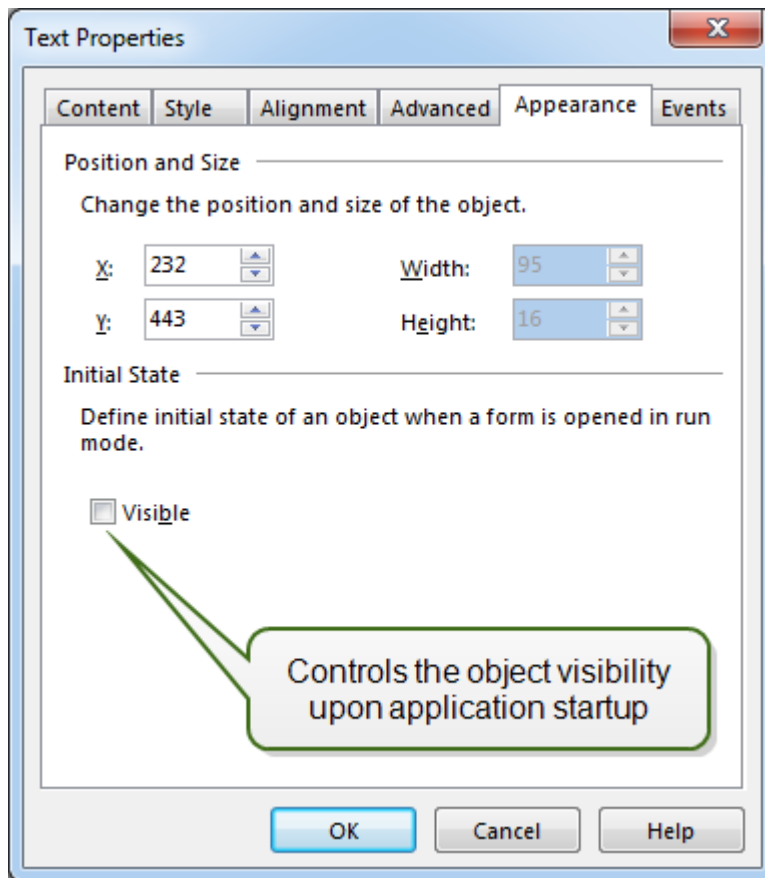 Text Properties
Content Style Alignment Advanced Appearance Events
Position and Size
Change the position and size of the object.
X: 232 Width: 95
Y: 443 Height: 16
Initial State
Define initial state of an object when a form is opened in run
mode.
Visible
Controls the object visibility
upon application startup
OK Cancel Help